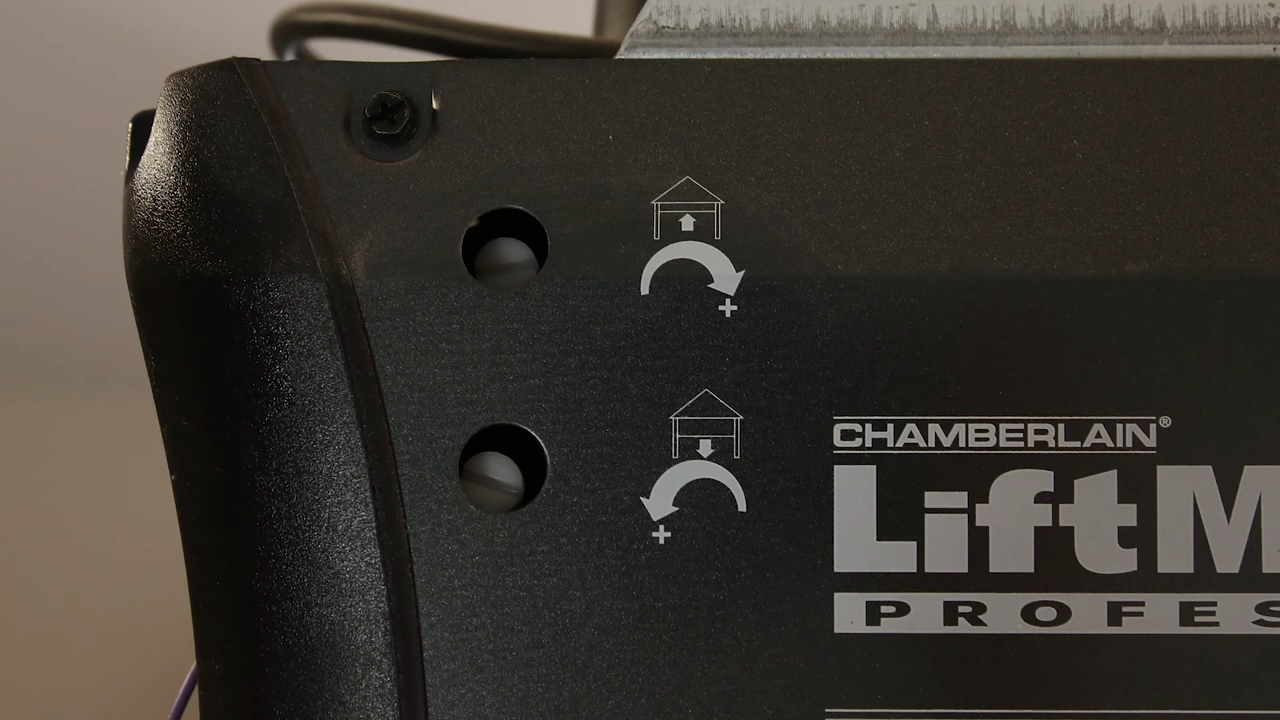 +
+
CHAMBERLAIN®
LiftM
PROFES